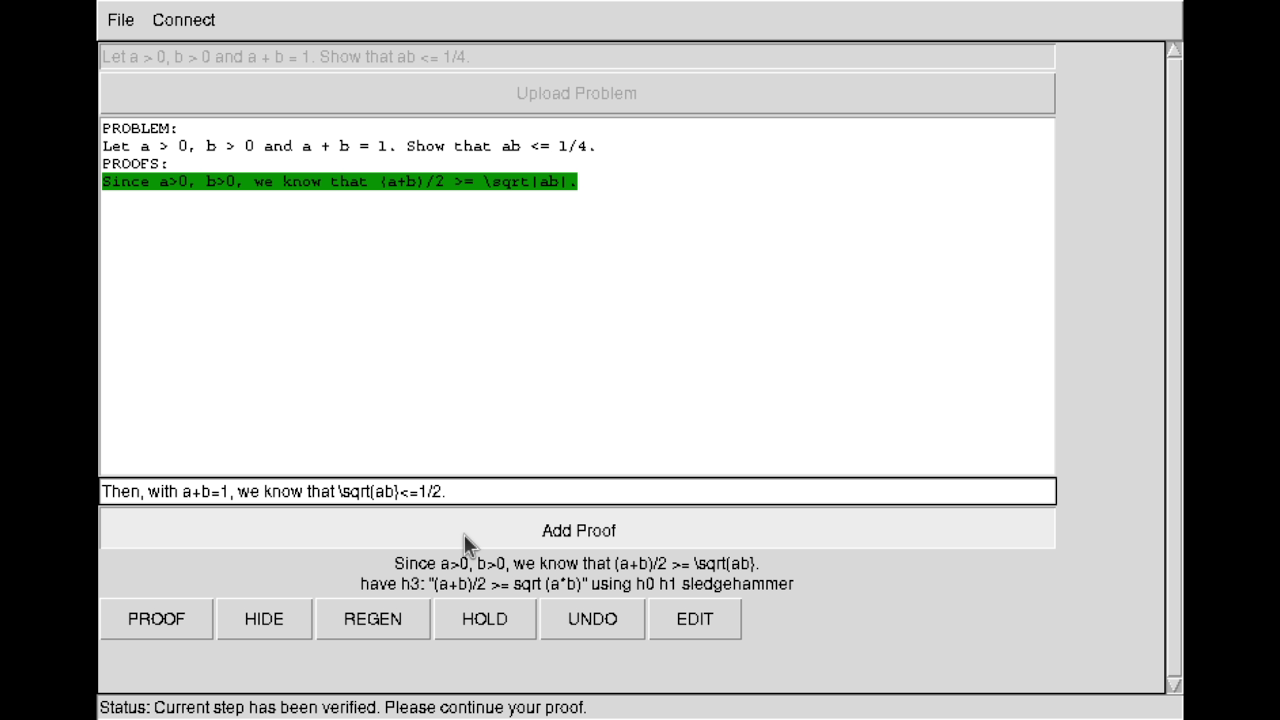 File Connect
Let a > 0, b > 0 and a + b = 1. Show that ab <= 1/4.
Upload Problem
PROBLEM:
Let a > 0, b > 0 and a + b = 1. Show that ab <= 1/4.
PROOFS:
Since a>0, b>0, we know that (a+b)/2 >= \sqrt{ab}.
Then, with a+b=1, we know that \sqrt{ab}<=1/2.
Add Proof
Since a>0, b>0, we know that (a+b)/2 >= \sqrt{ab}.
have h3: "(a+b)/2 >= sqrt (a*b)" using h0 h1 sledgehammer
PROOF HIDE REGEN HOLD UNDO EDIT
Status: Current step has been verified. Please continue your proof.